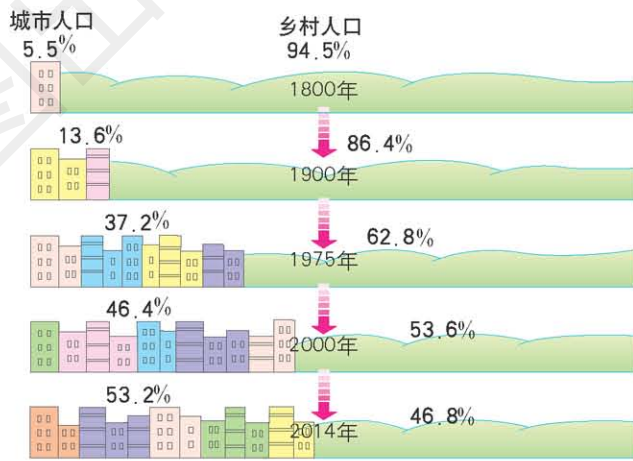 城市人口 乡村人口
5.5% 94.5%
1800年
13.6% 86.4%
1900年
37.2% 62.8%
1975年
46.4% 53.6%
2000年
53.2% 46.8%
2014年